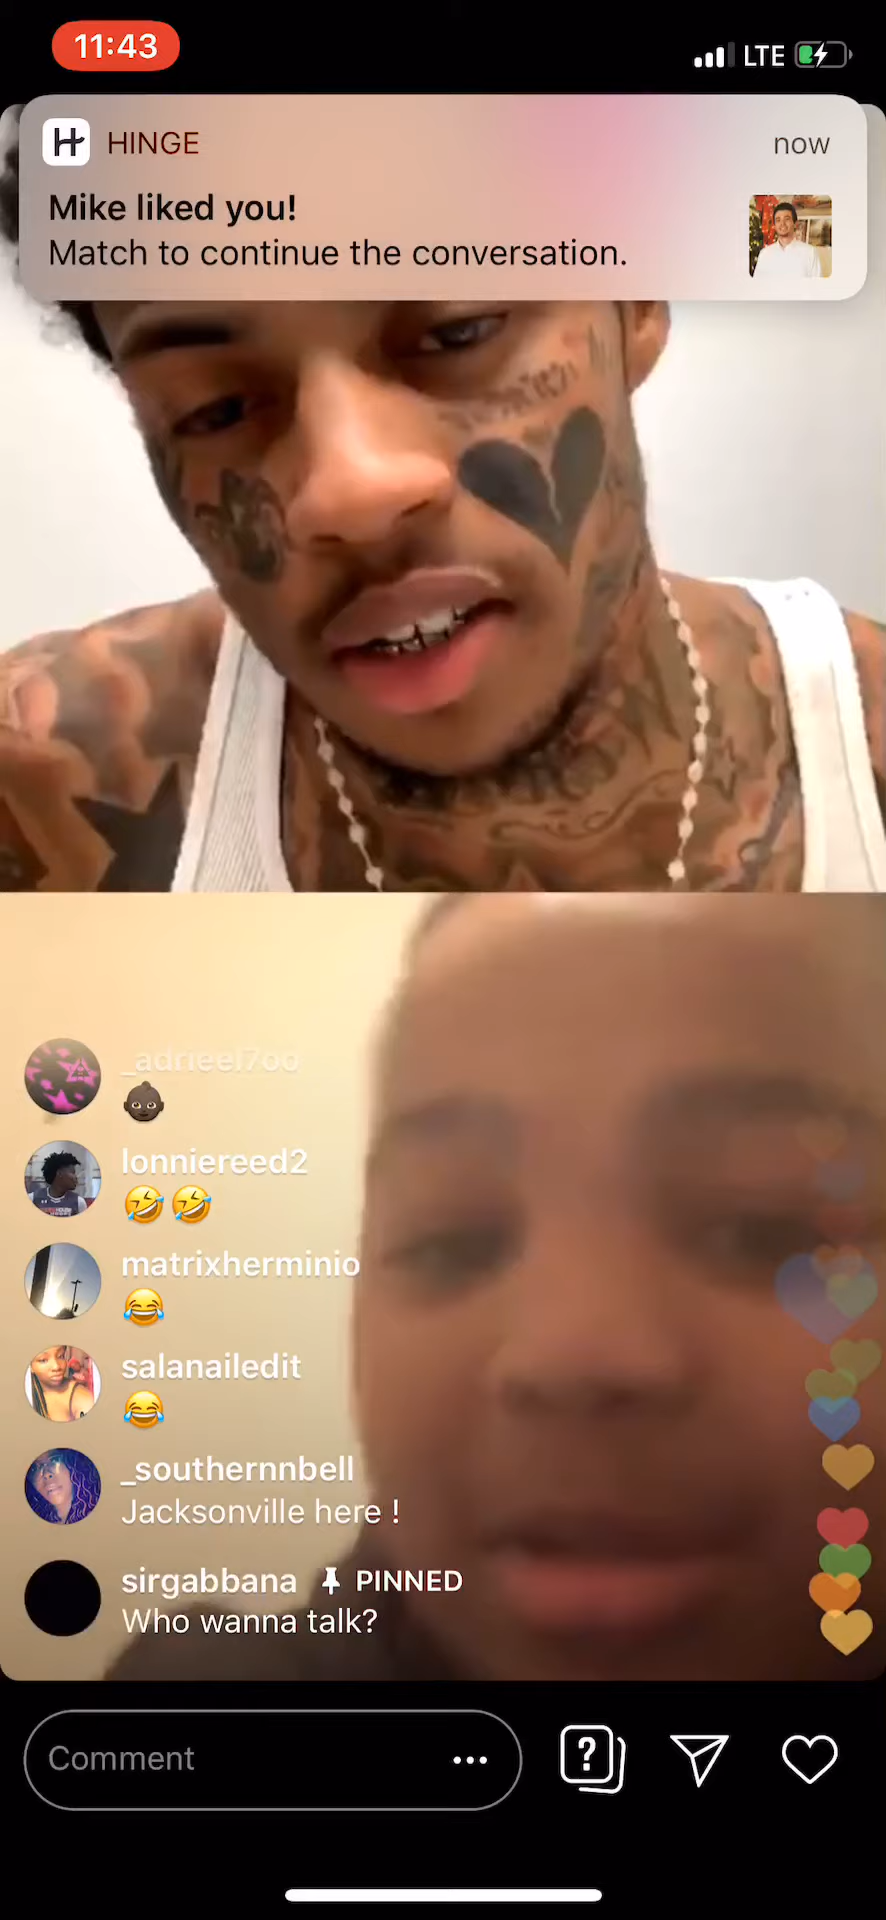 11:43
LTE
HINGE
now
Mike liked you!
Match to continue the conversation.
_adrieel7oo
lonniereed2
🤣🤣
matrixherminio
😂
salanailedit
😂
_southernnbell
Jacksonville here !
sirgabbana PINNED
Who wanna talk?
Comment